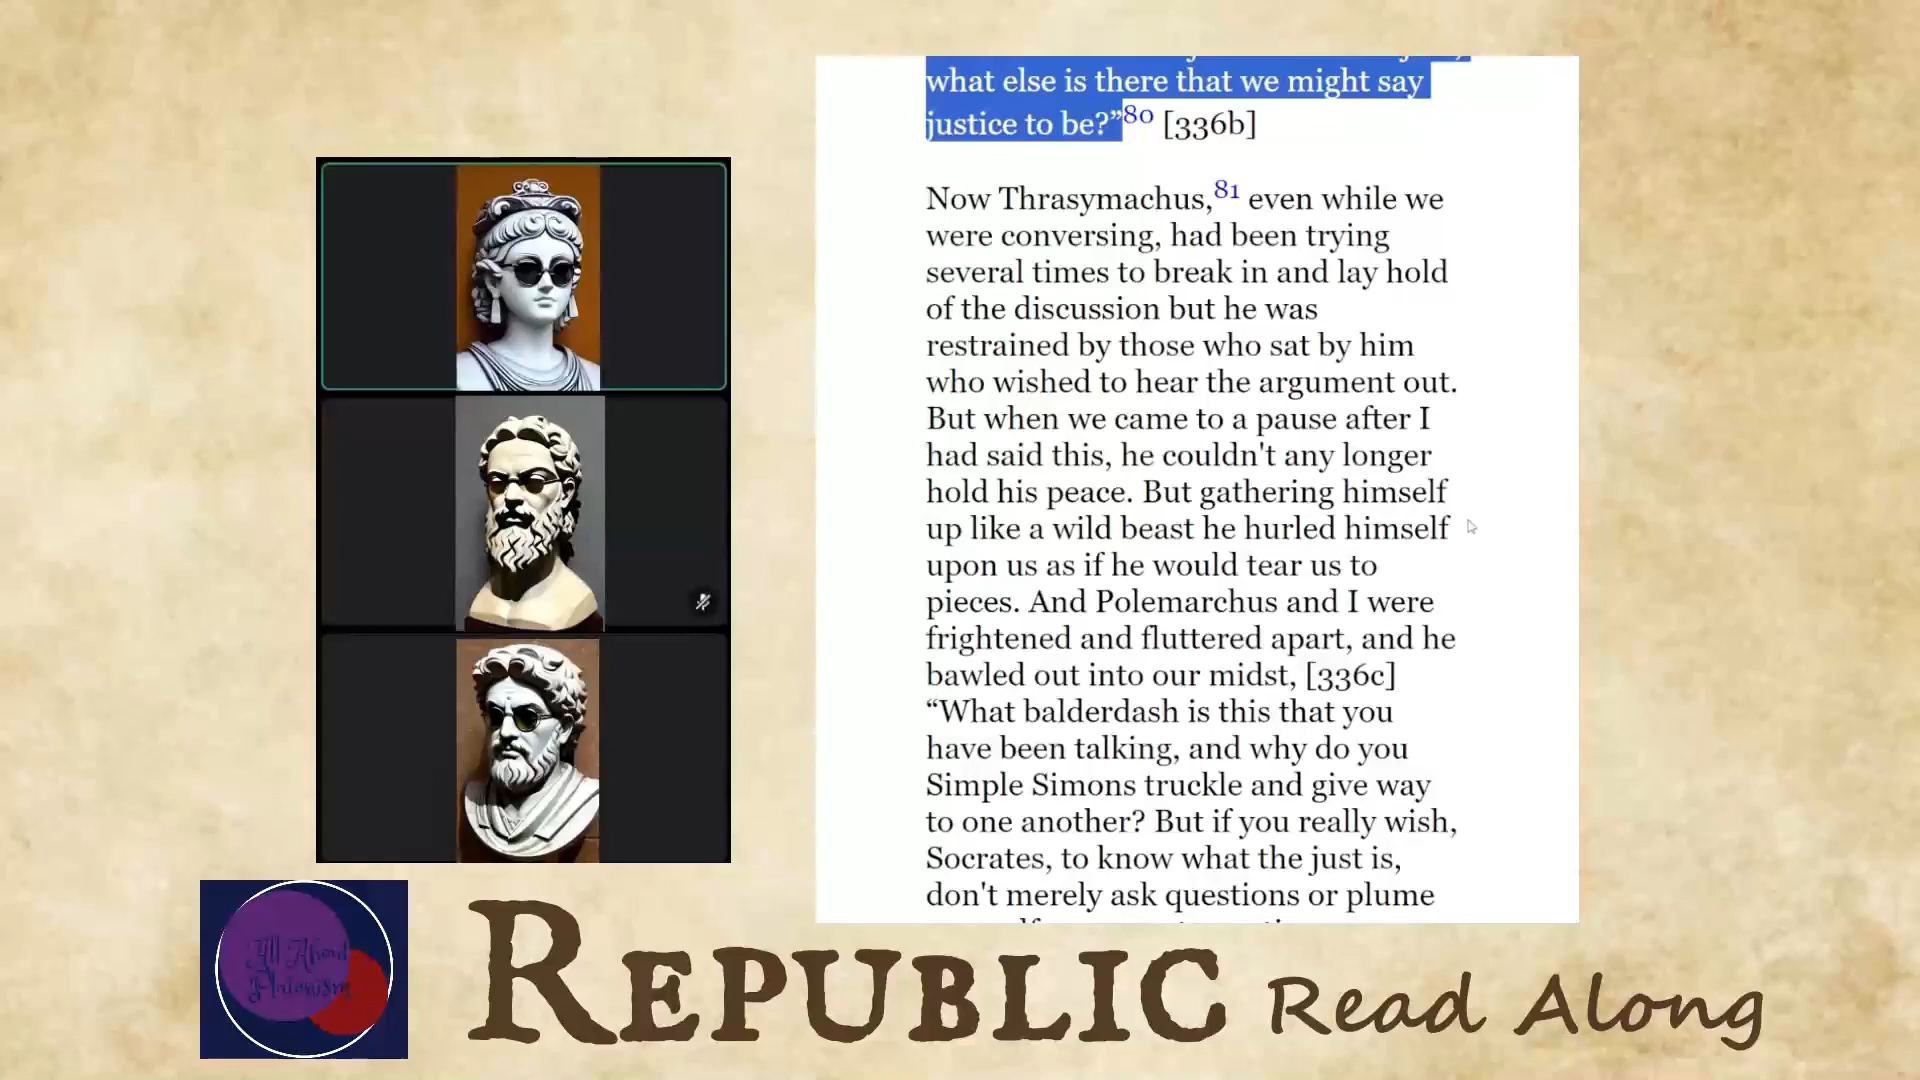 what else is there that we might say
justice to be?”80 [336b]
Now Thrasymachus,81 even while we
were conversing, had been trying
several times to break in and lay hold
of the discussion but he was
restrained by those who sat by him
who wished to hear the argument out.
But when we came to a pause after I
had said this, he couldn't any longer
hold his peace. But gathering himself
up like a wild beast he hurled himself
upon us as if he would tear us to
pieces. And Polemarchus and I were
frightened and fluttered apart, and he
bawled out into our midst, [336c]
“What balderdash is this that you
have been talking, and why do you
Simple Simons truckle and give way
to one another? But if you really wish,
Socrates, to know what the just is,
don't merely ask questions or plume
All About
Platonism
REPUBLIC Read Along